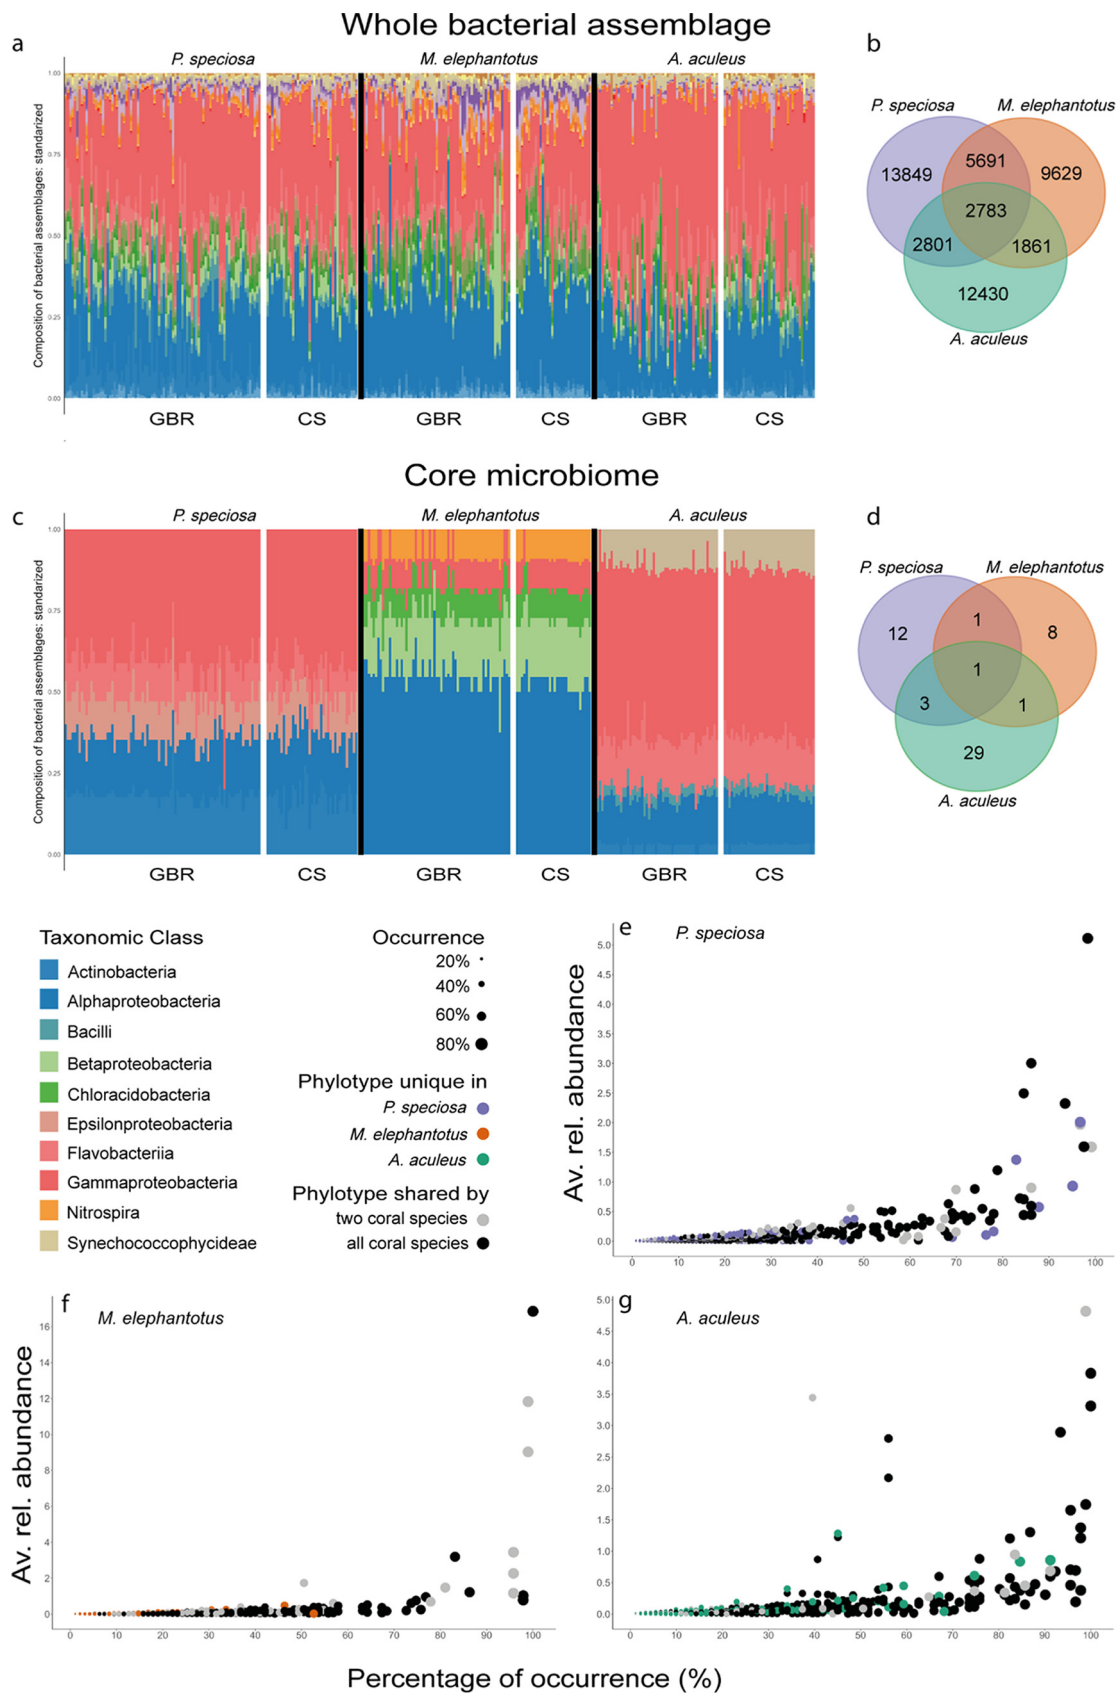 Whole bacterial assemblage
a
P. speciosa
M. elephantotus
A. aculeus
Composition of bacterial assemblages: standarized
1.00
0.75
0.50
0.25
0.00
GBR
CS
GBR
CS
GBR
CS
b
P. speciosa
M. elephantotus
13849
5691
9629
2783
2801
1861
12430
A. aculeus
Core microbiome
c
P. speciosa
M. elephantotus
A. aculeus
Composition of bacterial assemblages: standarized
1.00
0.75
0.50
0.25
0.00
GBR
CS
GBR
CS
GBR
CS
d
P. speciosa
M. elephantotus
12
1
8
1
3
1
29
A. aculeus
Taxonomic Class
Actinobacteria
Alphaproteobacteria
Bacilli
Betaproteobacteria
Chloracidobacteria
Epsilonproteobacteria
Flavobacteriia
Gammaproteobacteria
Nitrospira
Synechococcophycideae
Occurrence
20%
40%
60%
80%
Phylotype unique in
P. speciosa
M. elephantotus
A. aculeus
Phylotype shared by
two coral species
all coral species
e
P. speciosa
Av. rel. abundance
5.0
4.5
4.0
3.5
3.0
2.5
2.0
1.5
1.0
0.5
0.0
0 10 20 30 40 50 60 70 80 90 100
f
M. elephantotus
Av. rel. abundance
16
14
12
10
8
6
4
2
0
0 10 20 30 40 50 60 70 80 90 100
g
A. aculeus
5.0
4.5
4.0
3.5
3.0
2.5
2.0
1.5
1.0
0.5
0.0
0 10 20 30 40 50 60 70 80 90 100
Percentage of occurrence (%)